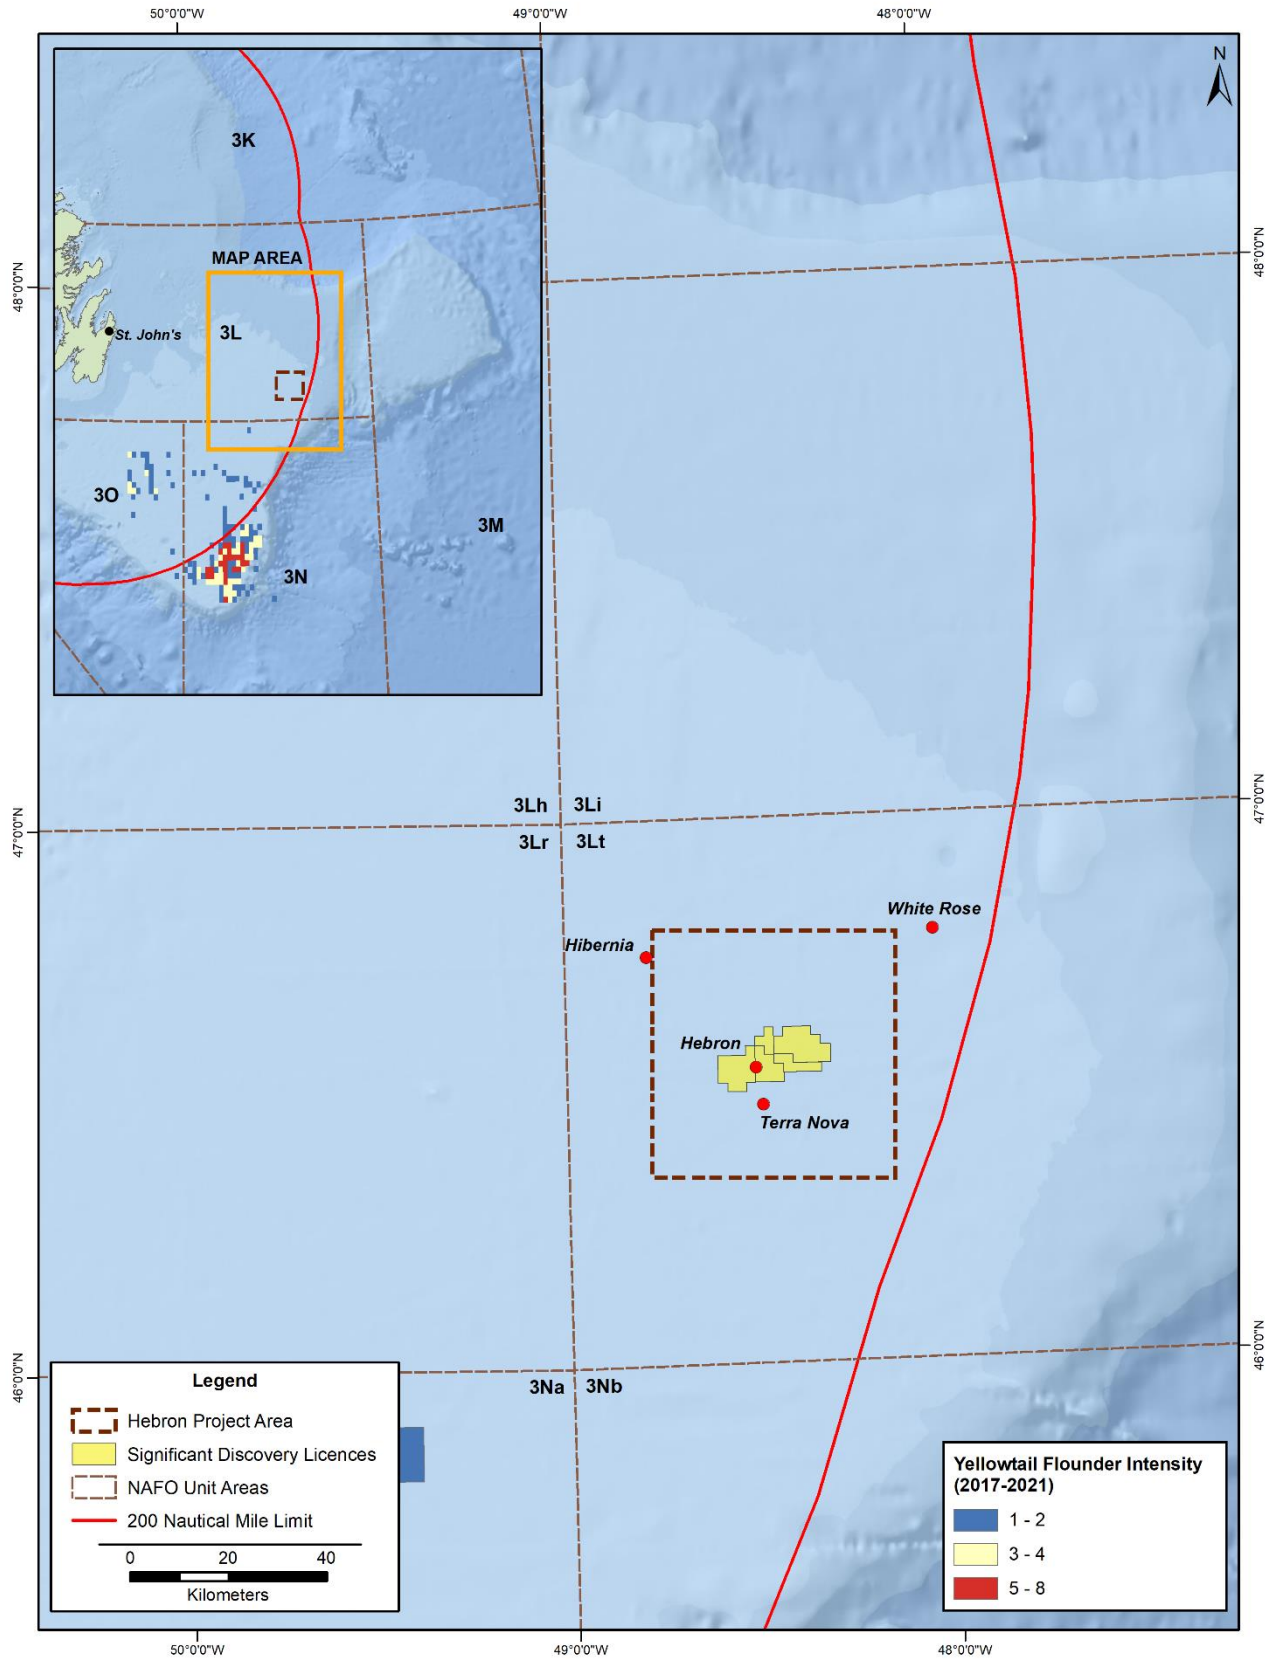 50°0'0"W
49°0'0"W
48°0'0"W
N
3K
MAP AREA
48°0'0"N
48°0'0"N
3L
St. John's
3O
3M
3N
47°0'0"N
47°0'0"N
3Lh
3Li
3Lr
3Lt
White Rose
Hibernia
Hebron
Terra Nova
46°0'0"N
46°0'0"N
3Na
3Nb
Legend
Hebron Project Area
Significant Discovery Licences
NAFO Unit Areas
200 Nautical Mile Limit
0 20 40
Kilometers
Yellowtail Flounder Intensity
(2017-2021)
1 - 2
3 - 4
5 - 8
50°0'0"W
49°0'0"W
48°0'0"W